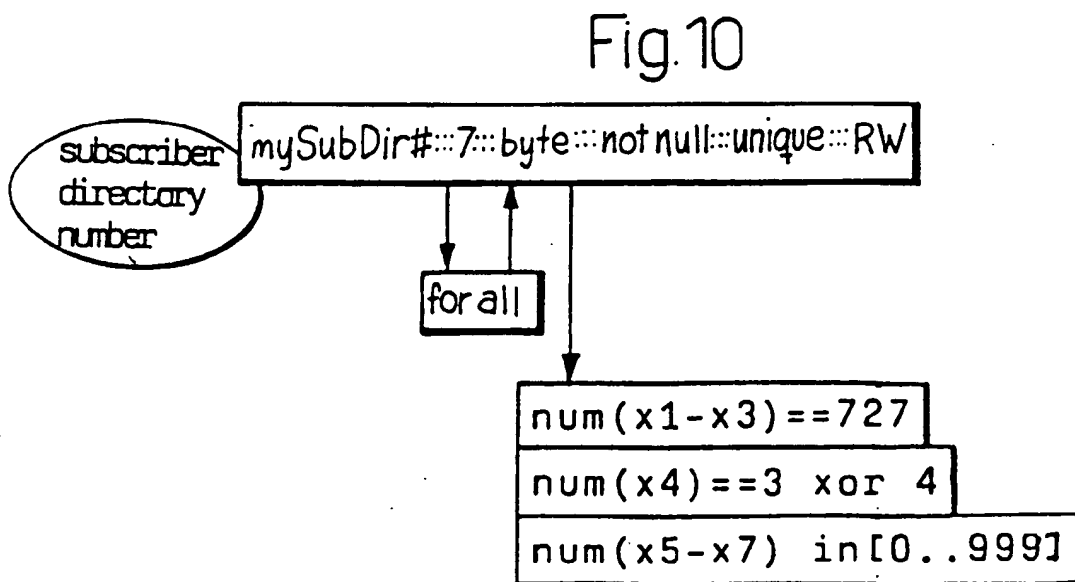 Fig. 10
subscriber
directory
number
mySubDir#:::7:::byte:::not null:::unique:::RW
for all
num(x1-x3)==727
num(x4)==3 xor 4
num(x5-x7) in[0..999]